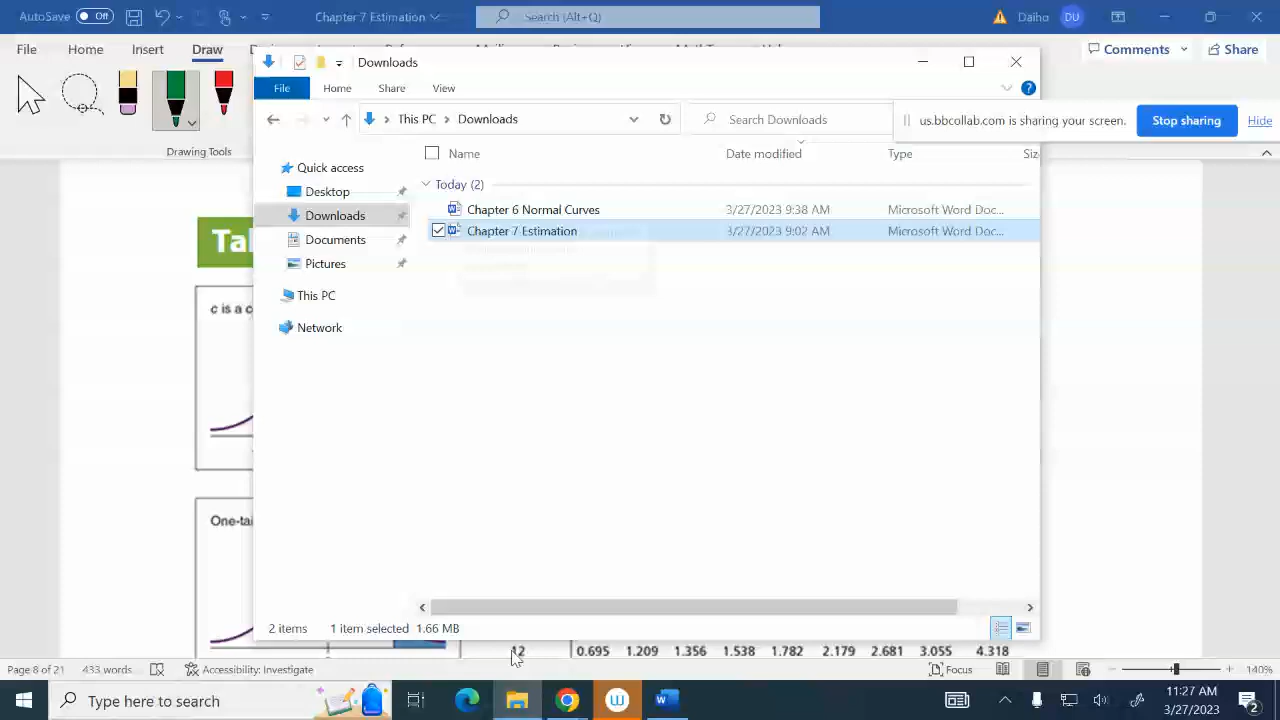 AutoSave Off Chapter 7 Estimation Search (Alt+Q) Daiho DU
File Home Insert Draw Comments Share
Downloads
File Home Share View
This PC Downloads Search Downloads us.bbcollab.com is sharing your screen. Stop sharing Hide
Drawing Tools
Name Date modified Type Siz
Quick access
Today (2)
Desktop
Chapter 6 Normal Curves 3/27/2023 9:38 AM Microsoft Word Doc...
Downloads
Chapter 7 Estimation 3/27/2023 9:02 AM Microsoft Word Doc...
Documents
Pictures
This PC
Network
c is a c
One-tai
2 items 1 item selected 1.66 MB
12 0.695 1.209 1.356 1.538 1.782 2.179 2.681 3.055 4.318
Page 8 of 21 433 words Accessibility: Investigate Focus 140%
Type here to search W 11:27 AM
3/27/2023 2